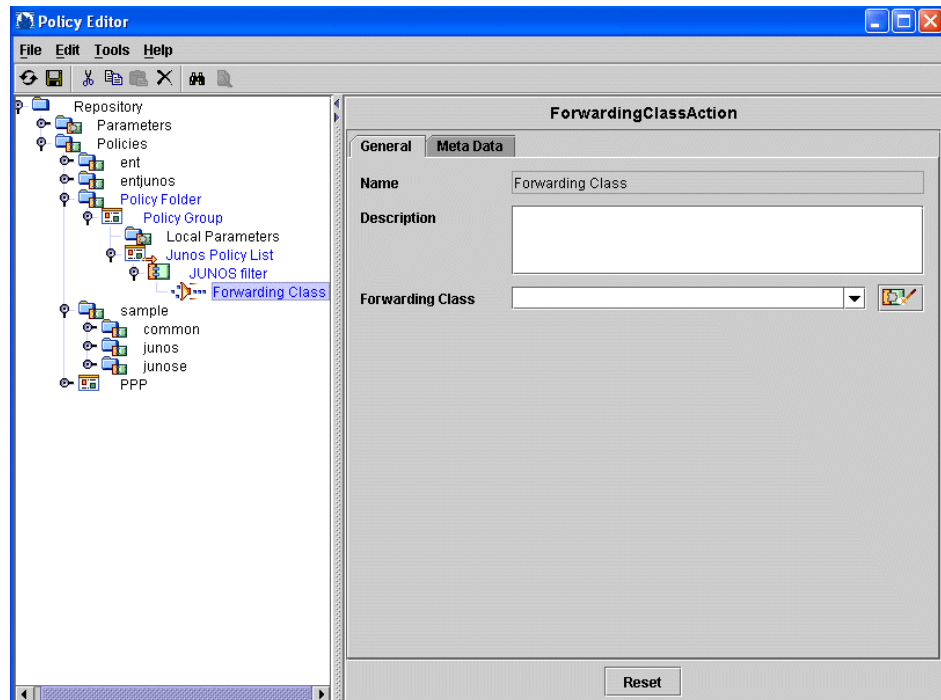 Policy Editor
File Edit Tools Help
Repository
Parameters
Policies
ent
entjunos
Policy Folder
Policy Group
Local Parameters
Junos Policy List
JUNOS filter
Forwarding Class
sample
common
junos
junose
PPP
ForwardingClassAction
General Meta Data
Name Forwarding Class
Description
Forwarding Class
Reset